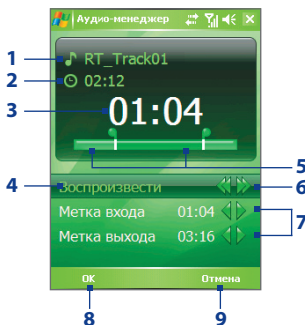 Аудио-менеджер
1 RT_Track01
2 02:12
3 01:04
5
4 Воспроизвести 6
Метка входа 01:04
7
Метка выхода 03:16
ОК Отмена
8 9